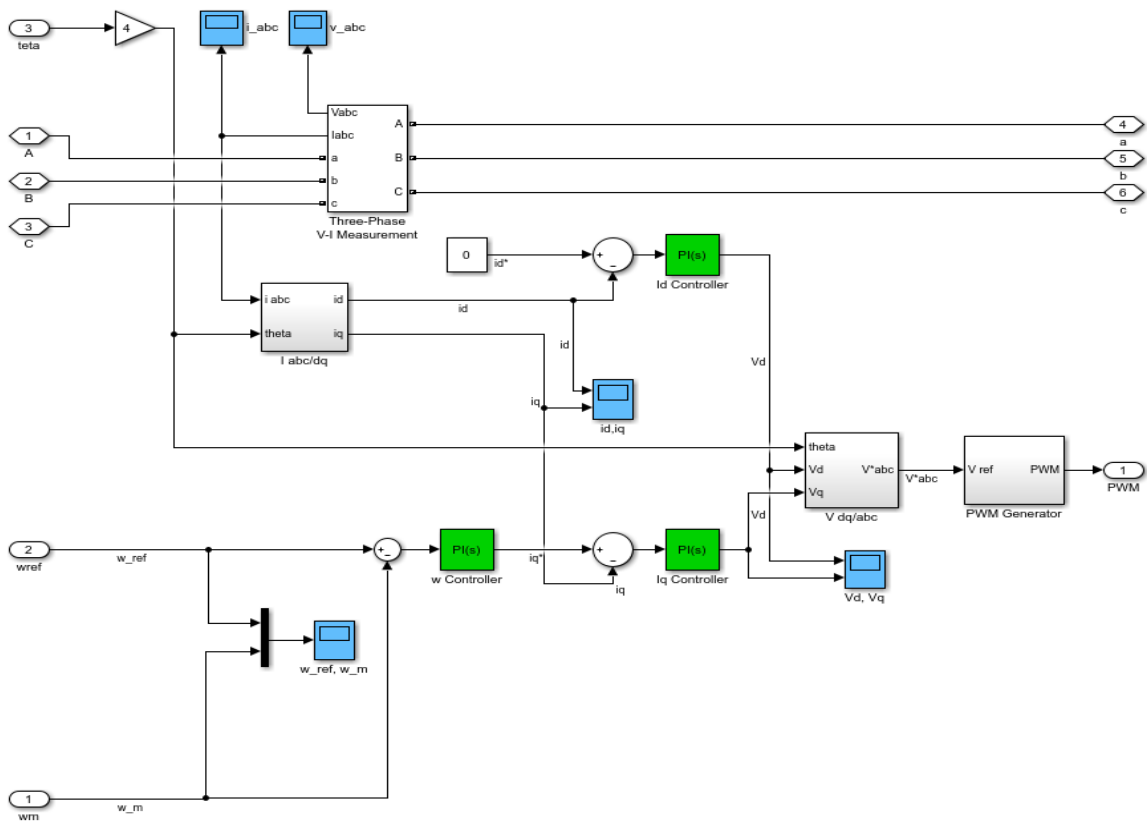 3
teta
4
i_abc
v_abc
1
A
2
B
3
C
Vabc
Iabc
a
b
c
A
B
C
Three-Phase
V-I Measurement
4
a
5
b
6
c
0
id*
+
−
PI(s)
Id Controller
i abc
theta
id
iq
I abc/dq
id
id
iq
id,iq
Vd
theta
Vd
Vq
V*abc
V dq/abc
V*abc
V ref
PWM
PWM Generator
1
PWM
2
wref
w_ref
+
−
PI(s)
w Controller
iq*
+
−
iq
PI(s)
Iq Controller
Vd
Vd, Vq
w_ref, w_m
1
wm
w_m